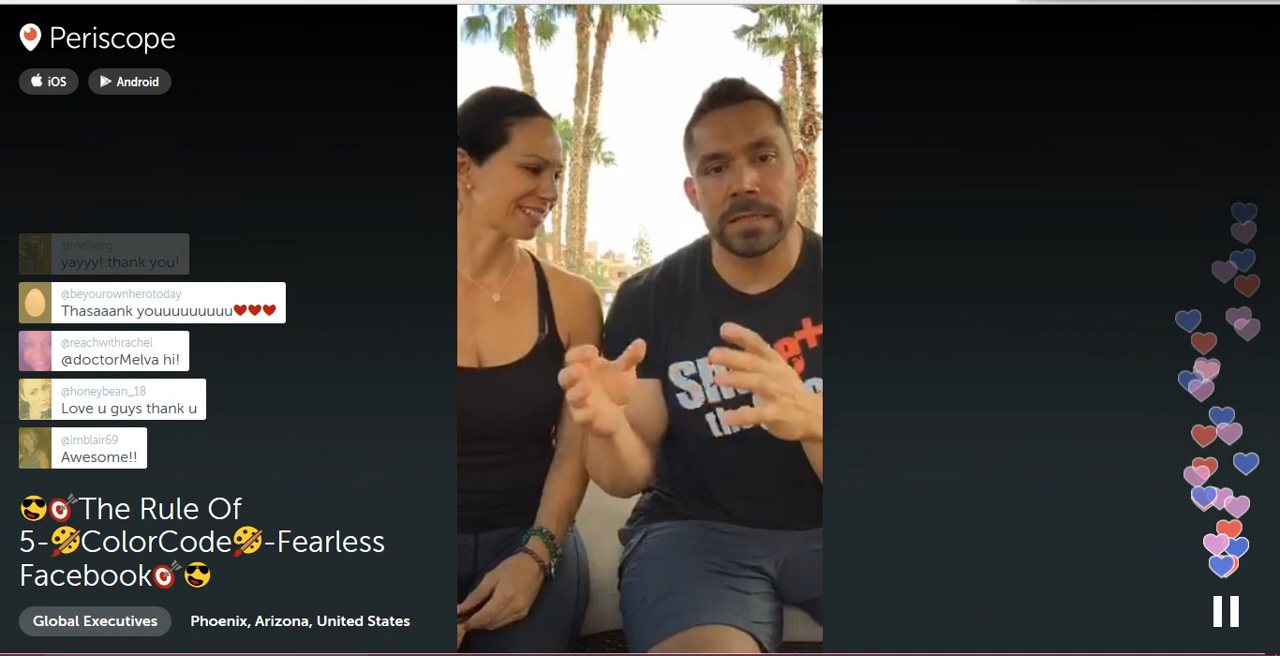 Periscope
iOS
Android
yayyy! thank you!
@beyourownherotoday
Thasaaank youuuuuuuuu❤❤❤
@reachwithrachel
@doctorMelva hi!
@honeybean_18
Love u guys thank u
@lmblair69
Awesome!!
😎🎯The Rule Of
5-🎨ColorCode🎨-Fearless
Facebook🎯😎
Global Executives
Phoenix, Arizona, United States